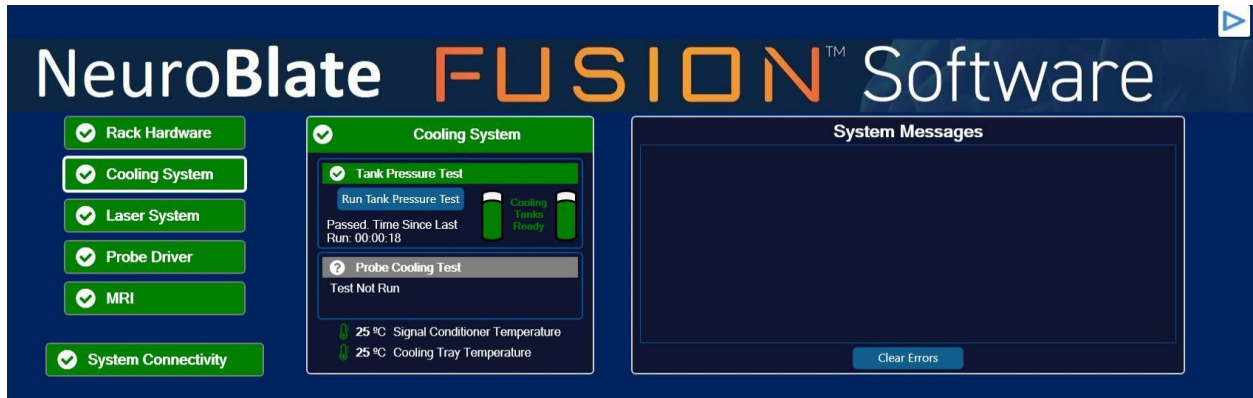 NeuroBlate FUSION™ Software
Rack Hardware
Cooling System
Laser System
Probe Driver
MRI
System Connectivity
Cooling System
Tank Pressure Test
Run Tank Pressure Test
Cooling
Tanks
Ready
Passed. Time Since Last
Run: 00:00:18
Probe Cooling Test
Test Not Run
25 ºC Signal Conditioner Temperature
25 ºC Cooling Tray Temperature
System Messages
Clear Errors